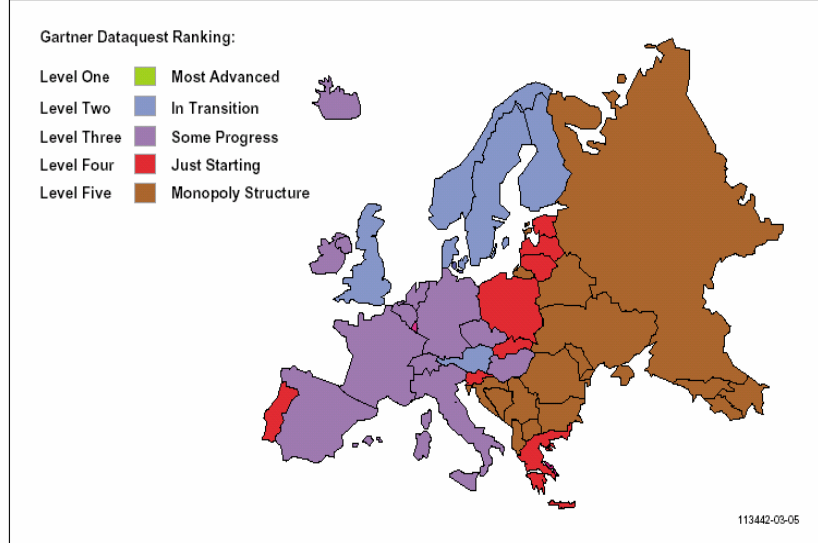 Gartner Dataquest Ranking:
Level One Most Advanced
Level Two In Transition
Level Three Some Progress
Level Four Just Starting
Level Five Monopoly Structure
113442-03-05